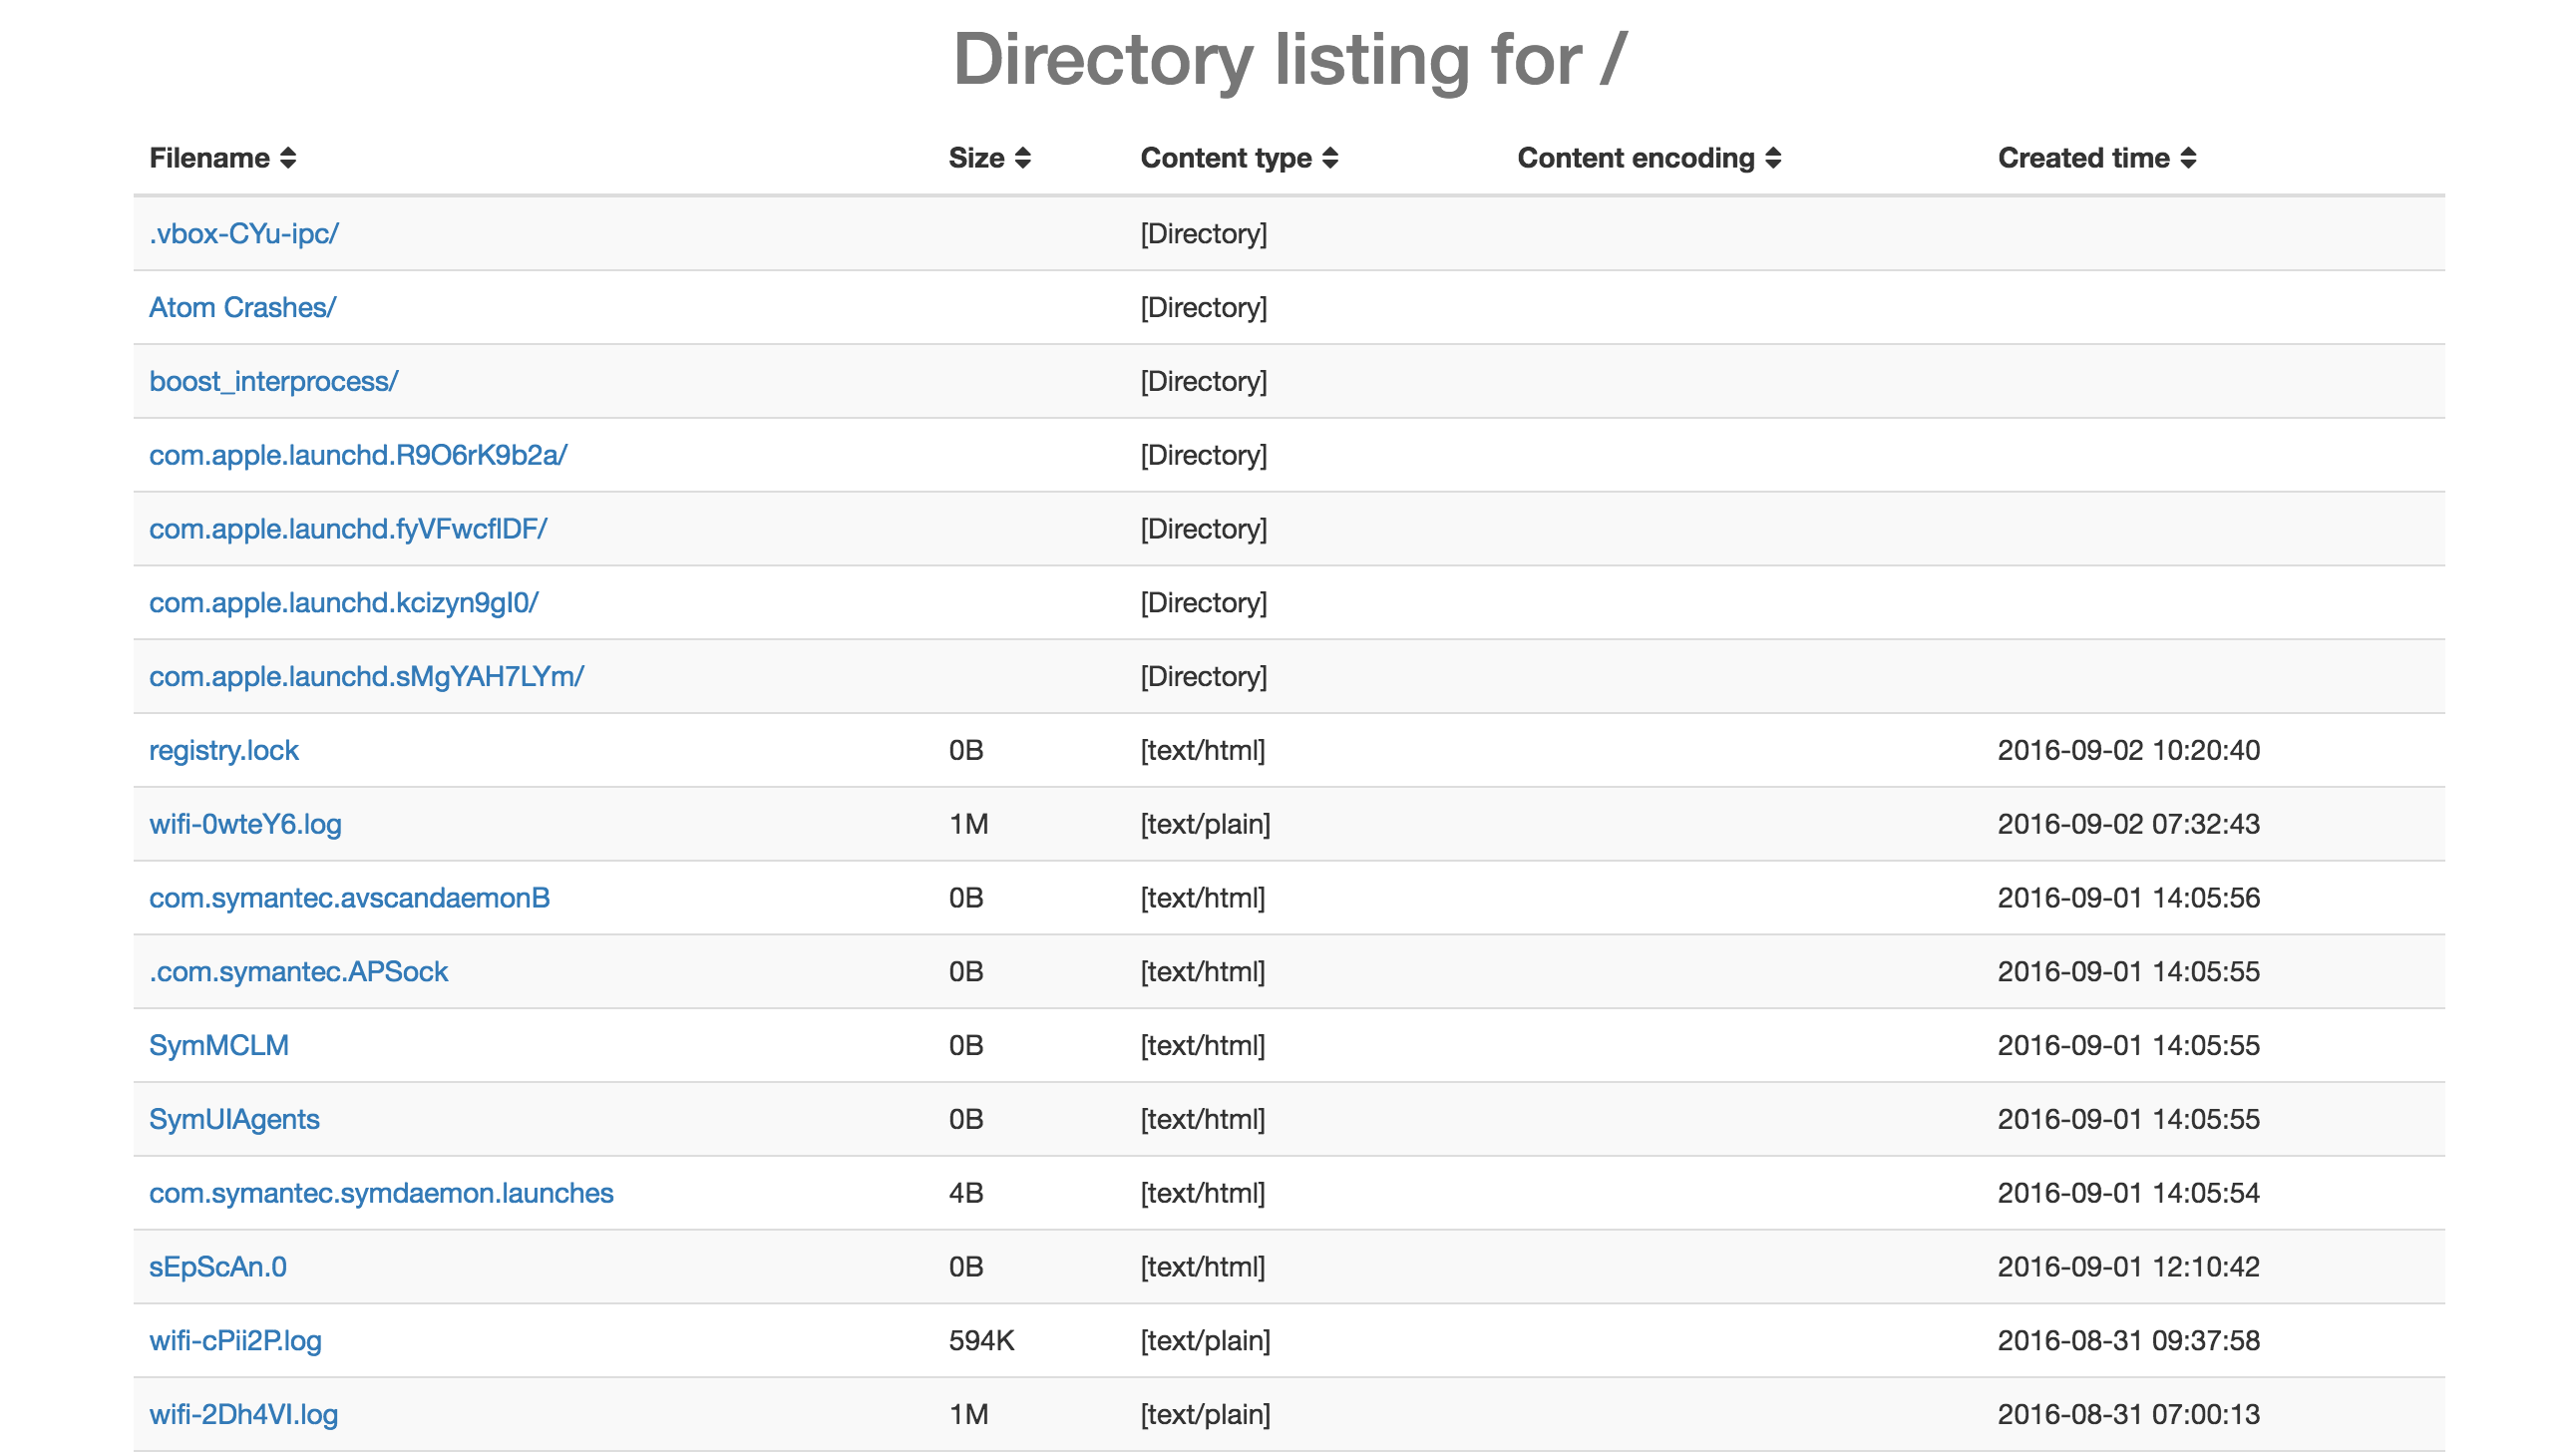 Directory listing for /
Filename Size Content type Content encoding Created time
.vbox-CYu-ipc/ [Directory]
Atom Crashes/ [Directory]
boost_interprocess/ [Directory]
com.apple.launchd.R9O6rK9b2a/ [Directory]
com.apple.launchd.fyVFwcflDF/ [Directory]
com.apple.launchd.kcizyn9gI0/ [Directory]
com.apple.launchd.sMgYAH7LYm/ [Directory]
registry.lock 0B [text/html] 2016-09-02 10:20:40
wifi-0wteY6.log 1M [text/plain] 2016-09-02 07:32:43
com.symantec.avscandaemonB 0B [text/html] 2016-09-01 14:05:56
.com.symantec.APSock 0B [text/html] 2016-09-01 14:05:55
SymMCLM 0B [text/html] 2016-09-01 14:05:55
SymUIAgents 0B [text/html] 2016-09-01 14:05:55
com.symantec.symdaemon.launches 4B [text/html] 2016-09-01 14:05:54
sEpScAn.0 0B [text/html] 2016-09-01 12:10:42
wifi-cPii2P.log 594K [text/plain] 2016-08-31 09:37:58
wifi-2Dh4VI.log 1M [text/plain] 2016-08-31 07:00:13